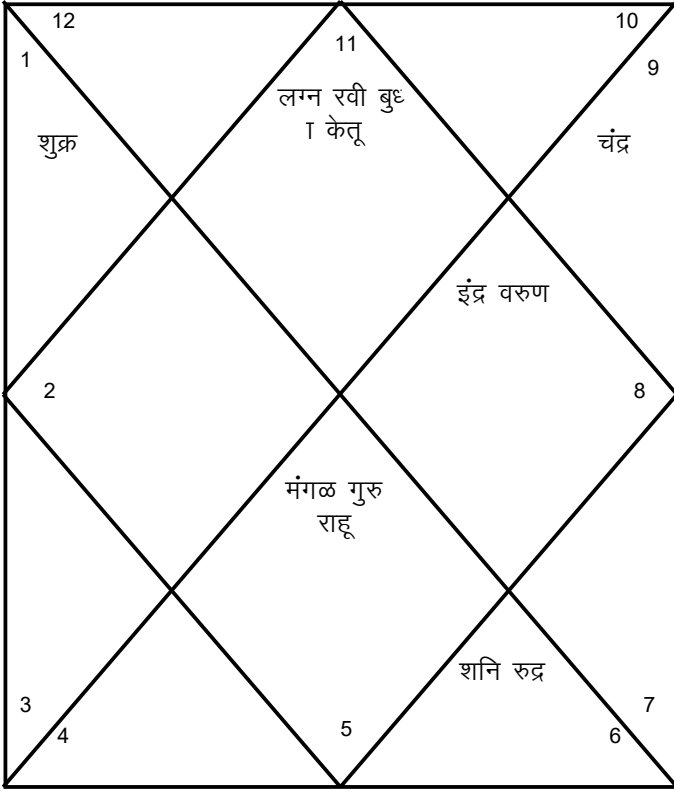 12
11
10
1
9
लग्न रवी बुध
ा केतू
शुक्र
चंद्र
इंद्र वरुण
2
8
मंगळ गुरु
राहू
शनि रुद्र
3
7
4
5
6